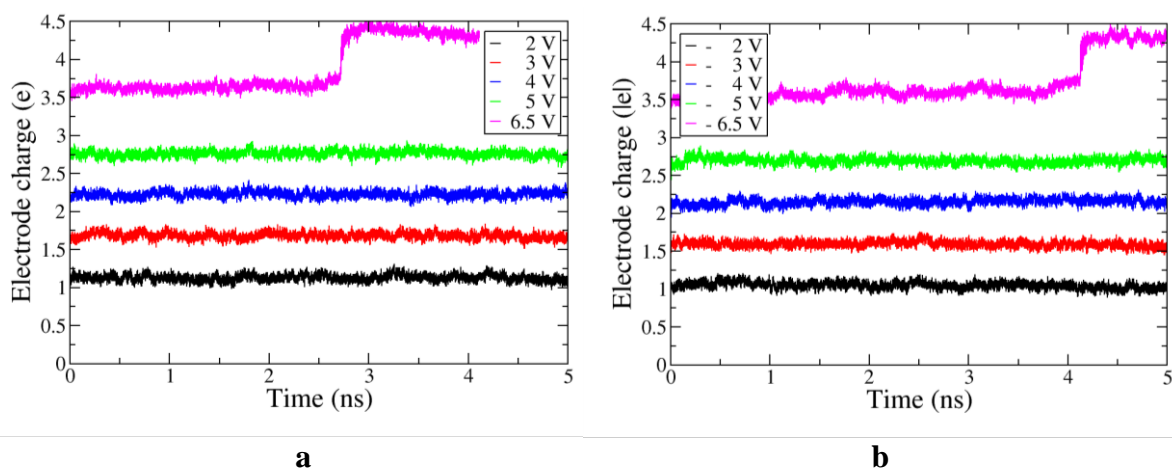 4.5
4
3.5
3
2.5
2
1.5
1
0.5
0
Electrode charge (e)
2 V
3 V
4 V
5 V
6.5 V
0 1 2 3 4 5
Time (ns)
a
4.5
4
3.5
3
2.5
2
1.5
1
0.5
0
Electrode charge (|e|)
- 2 V
- 3 V
- 4 V
- 5 V
- 6.5 V
0 1 2 3 4 5
Time (ns)
b